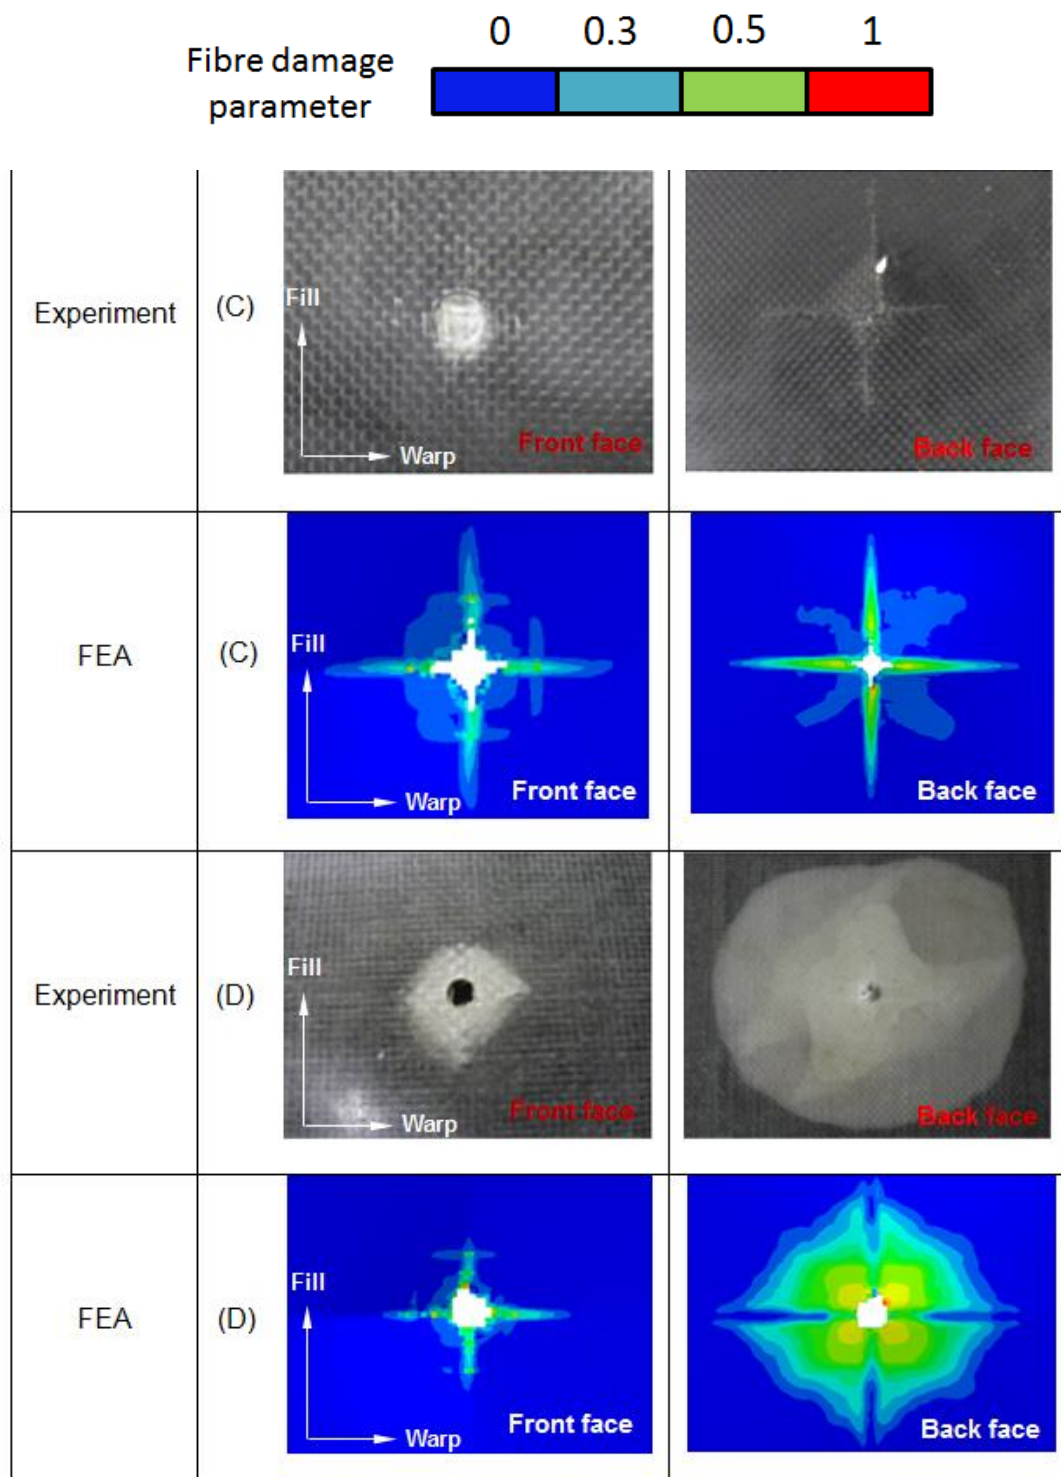 0 0.3 0.5 1
Fibre damage
parameter
Experiment (C) Fill
Warp Front face
Back face
FEA (C) Fill
Warp Front face
Back face
Experiment (D) Fill
Warp Front face
Back face
FEA (D) Fill
Warp Front face
Back face